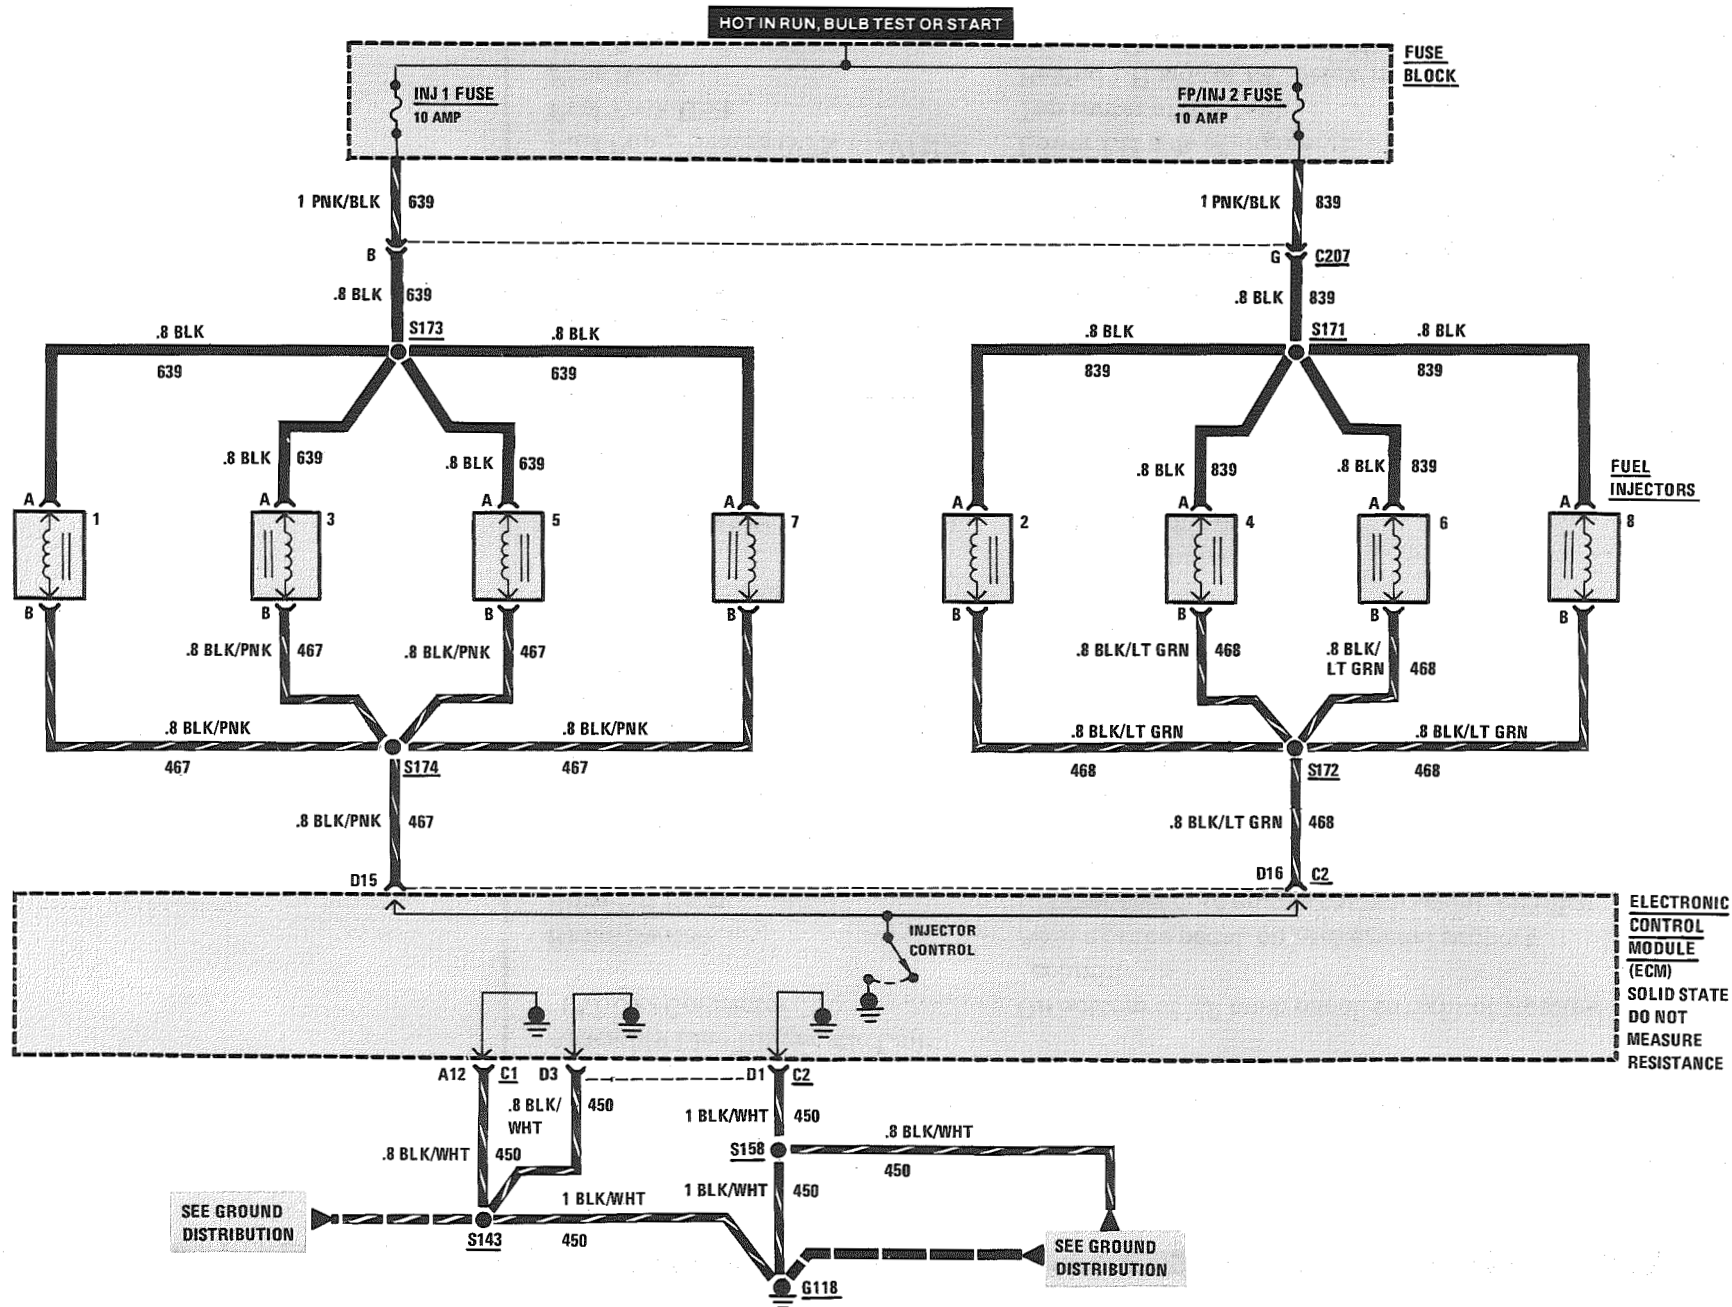 HOT IN RUN, BULB TEST OR START
FUSE
BLOCK
INJ 1 FUSE
10 AMP
FP/INJ 2 FUSE
10 AMP
1 PNK/BLK 639
1 PNK/BLK 839
B
G C207
.8 BLK 639
.8 BLK 839
S173
S171
.8 BLK
.8 BLK
.8 BLK
.8 BLK
639
639
839
839
.8 BLK 639
.8 BLK 639
.8 BLK 839
.8 BLK 839
FUEL
INJECTORS
A
A
A
A
A
A
A
A
1
3
5
7
2
4
6
8
B
B
B
B
B
B
B
B
.8 BLK/PNK 467
.8 BLK/PNK 467
.8 BLK/LT GRN 468
.8 BLK/
LT GRN 468
.8 BLK/PNK
.8 BLK/PNK
.8 BLK/LT GRN
.8 BLK/LT GRN
467
S174
467
468
S172
468
.8 BLK/PNK 467
.8 BLK/LT GRN 468
D15
D16 C2
ELECTRONIC
CONTROL
MODULE
(ECM)
SOLID STATE
DO NOT
MEASURE
RESISTANCE
INJECTOR
CONTROL
A12 C1 D3
D1 C2
.8 BLK/
WHT
450
1 BLK/WHT 450
.8 BLK/WHT 450
S158
.8 BLK/WHT
450
1 BLK/WHT 450
1 BLK/WHT
450
SEE GROUND
DISTRIBUTION
S143
SEE GROUND
DISTRIBUTION
G118